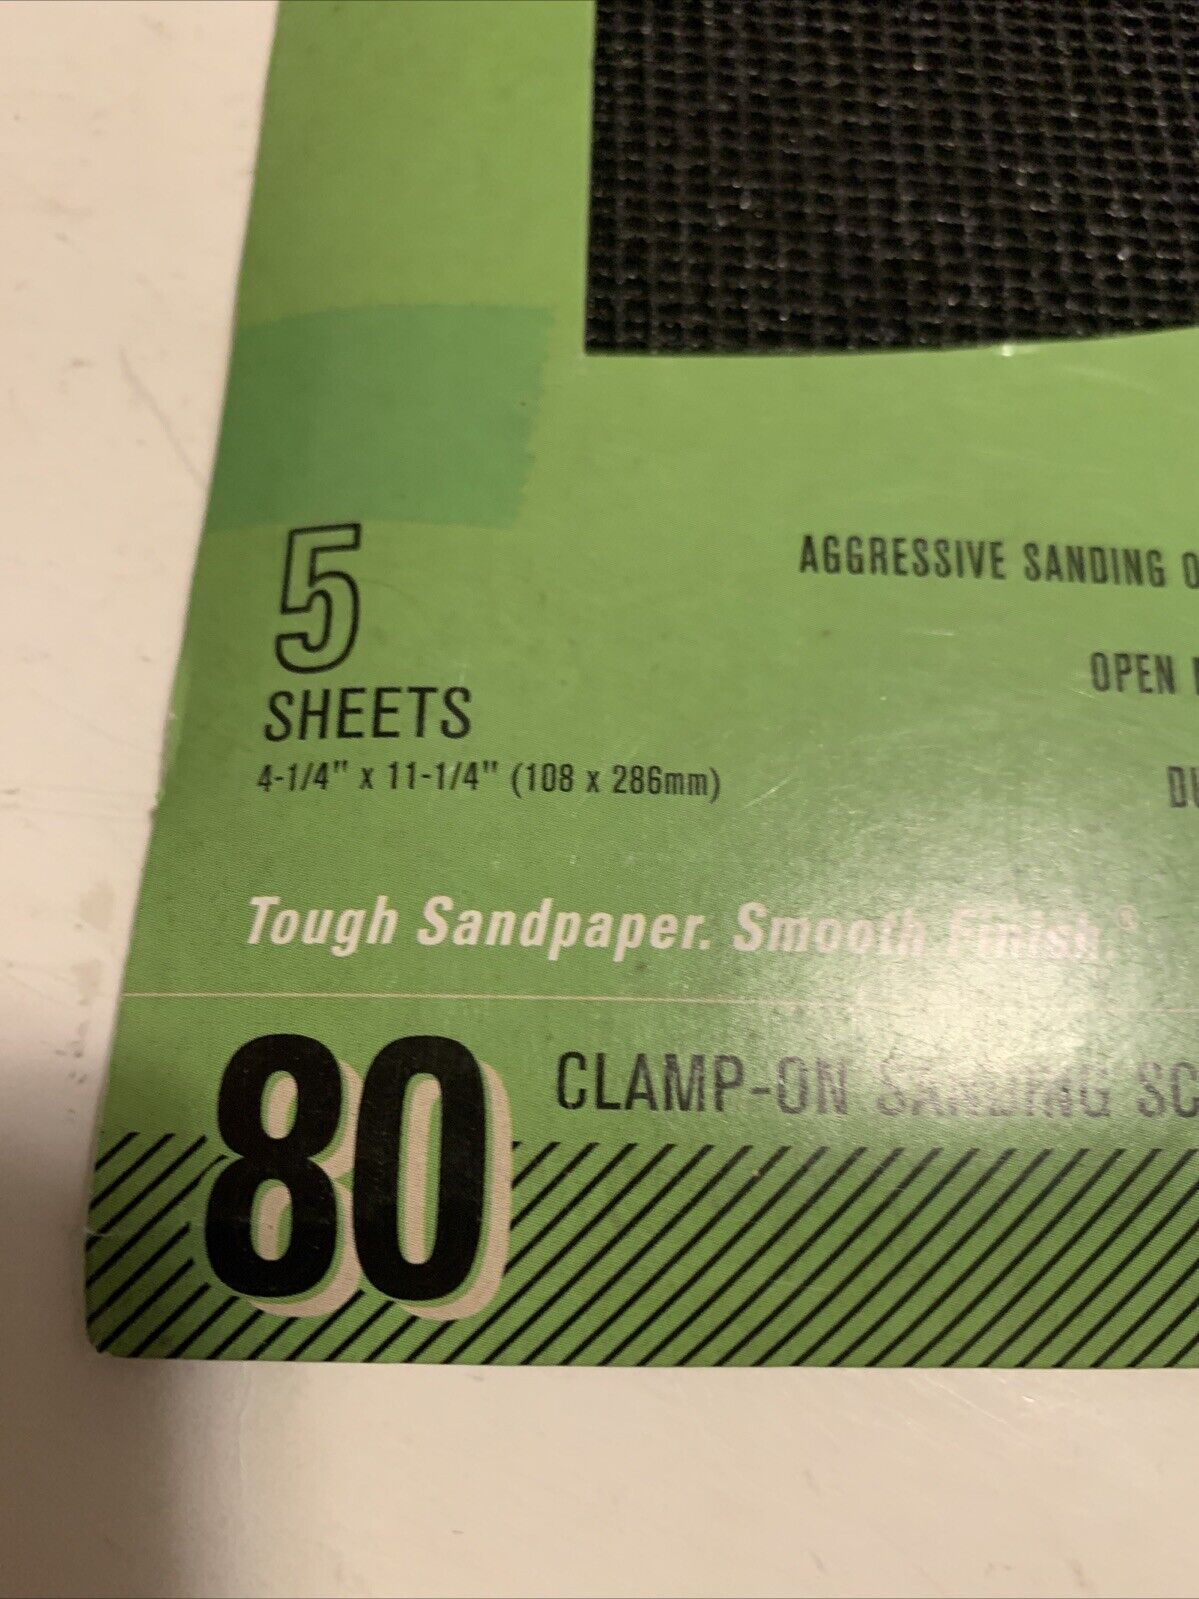 5
SHEETS
4-1/4" x 11-1/4" (108 x 286mm)
AGGRESSIVE SANDING
OPEN
Tough Sandpaper. Smooth Finish.®
80
CLAMP-ON SANDING